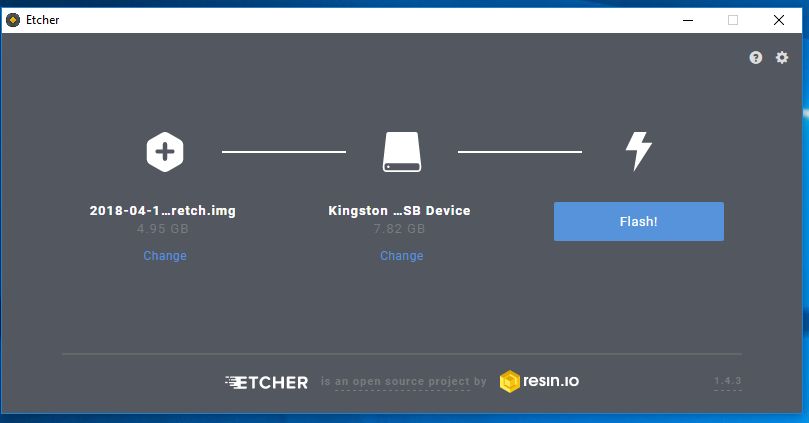 Etcher
2018-04-1...retch.img
Kingston ...SB Device
Flash!
4.95 GB
7.82 GB
Change
Change
ETCHER is an open source project by resin.io 1.4.3